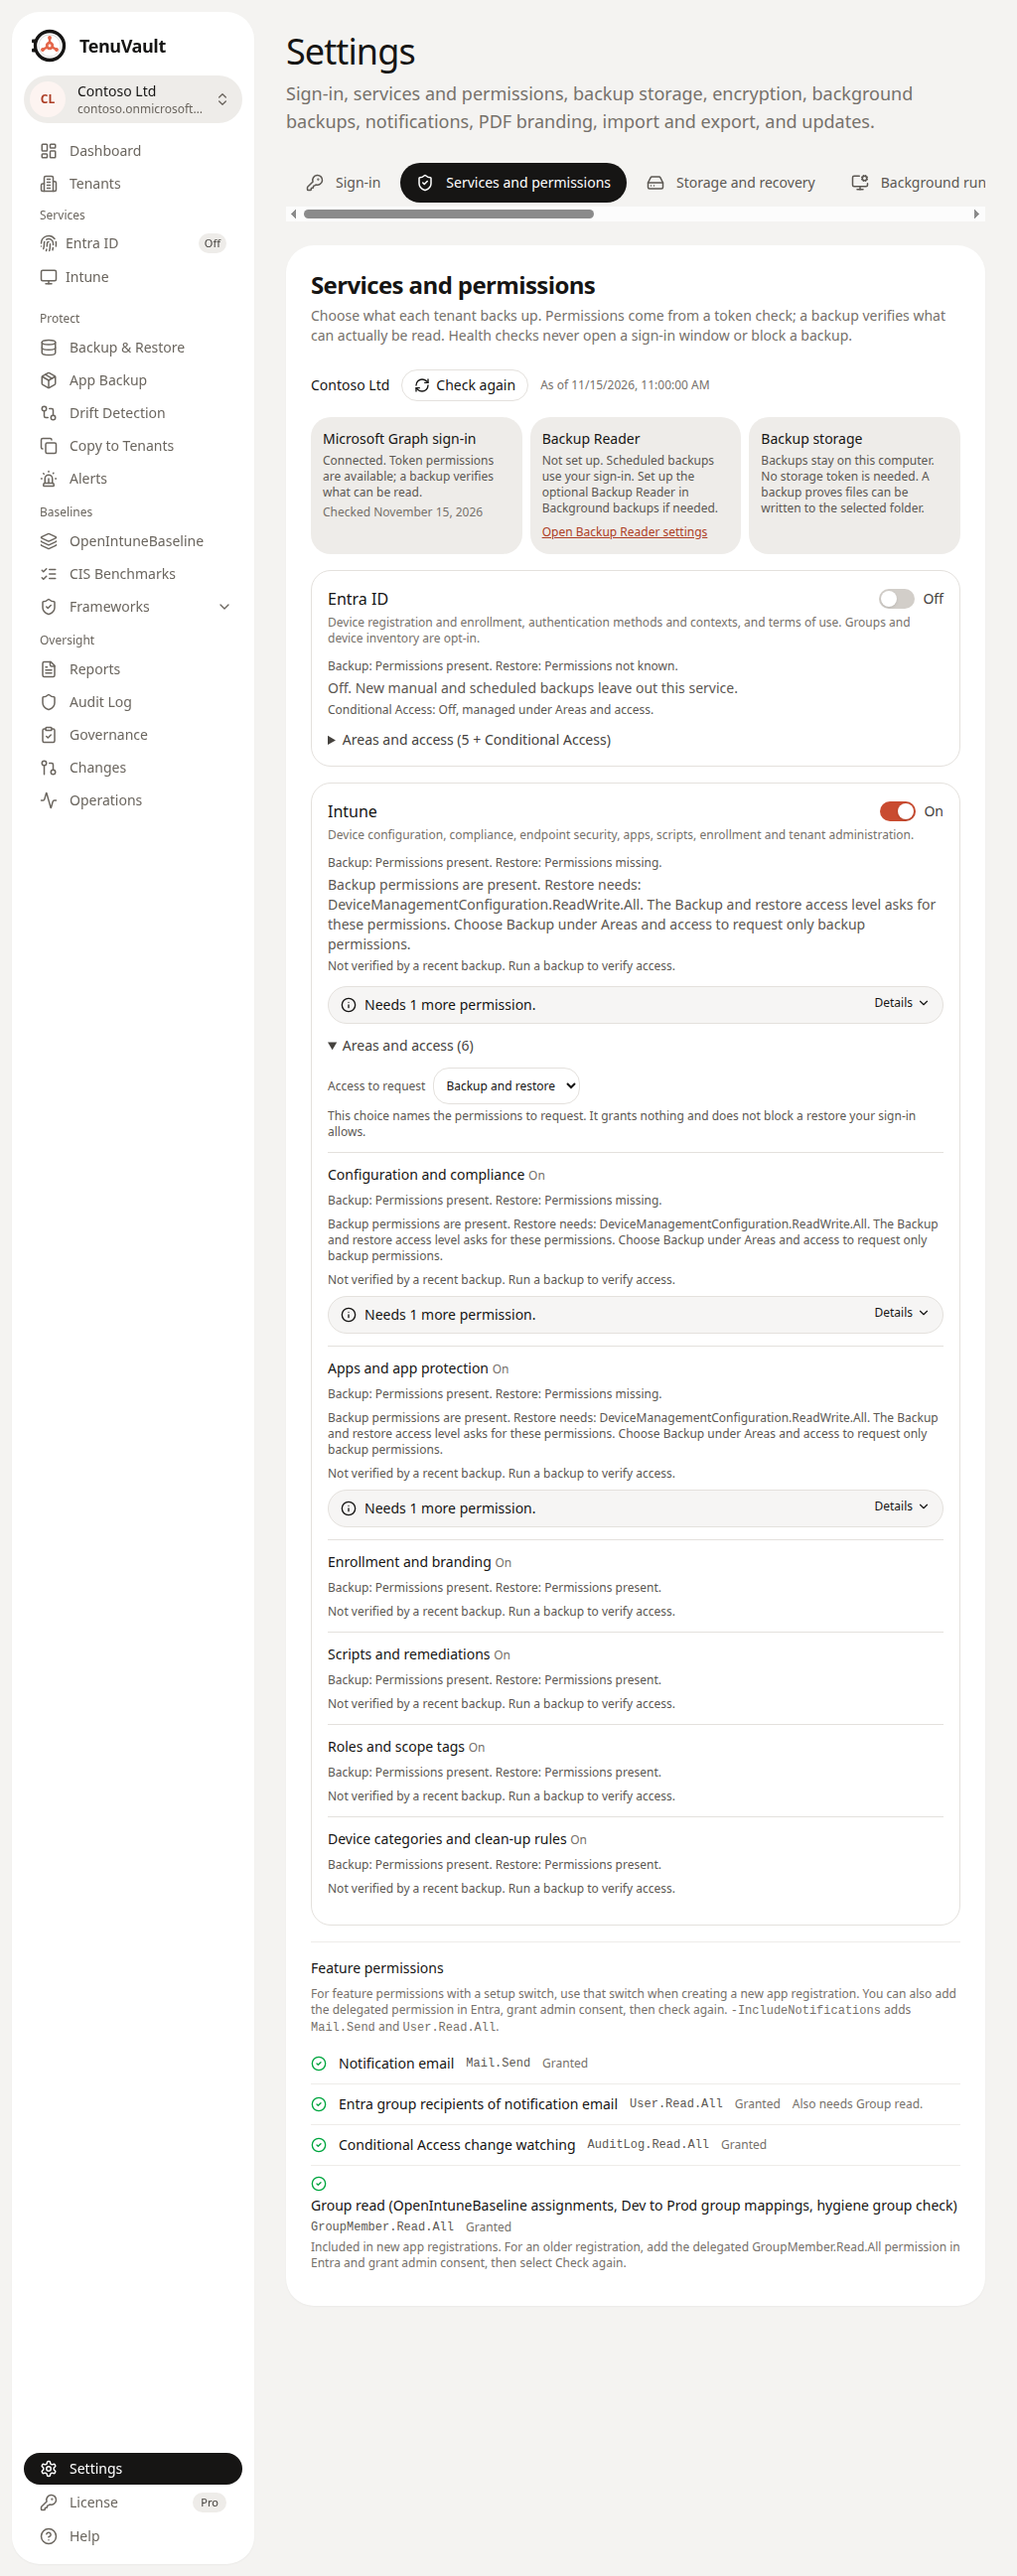 TenuVault
CL
Contoso Ltd
contoso.onmicrosoft...
Dashboard
Tenants
Services
Entra ID
Off
Intune
Protect
Backup & Restore
App Backup
Drift Detection
Copy to Tenants
Alerts
Baselines
OpenIntuneBaseline
CIS Benchmarks
Frameworks
Oversight
Reports
Audit Log
Governance
Changes
Operations
Settings
License
Pro
Help
Settings
Sign-in, services and permissions, backup storage, encryption, background
backups, notifications, PDF branding, import and export, and updates.
Sign-in
Services and permissions
Storage and recovery
Background run
Services and permissions
Choose what each tenant backs up. Permissions come from a token check; a backup verifies what
can actually be read. Health checks never open a sign-in window or block a backup.
Contoso Ltd
Check again
As of 11/15/2026, 11:00:00 AM
Microsoft Graph sign-in
Connected. Token permissions
are available; a backup verifies
what can be read.
Checked November 15, 2026
Backup Reader
Not set up. Scheduled backups
use your sign-in. Set up the
optional Backup Reader in
Background backups if needed.
Open Backup Reader settings
Backup storage
Backups stay on this computer.
No storage token is needed. A
backup proves files can be
written to the selected folder.
Entra ID
Off
Device registration and enrollment, authentication methods and contexts, and terms of use. Groups and
device inventory are opt-in.
Backup: Permissions present. Restore: Permissions not known.
Off. New manual and scheduled backups leave out this service.
Conditional Access: Off, managed under Areas and access.
Areas and access (5 + Conditional Access)
Intune
On
Device configuration, compliance, endpoint security, apps, scripts, enrollment and tenant administration.
Backup: Permissions present. Restore: Permissions missing.
Backup permissions are present. Restore needs:
DeviceManagementConfiguration.ReadWrite.All. The Backup and restore access level asks for
these permissions. Choose Backup under Areas and access to request only backup
permissions.
Not verified by a recent backup. Run a backup to verify access.
Needs 1 more permission.
Details
Areas and access (6)
Access to request
Backup and restore
This choice names the permissions to request. It grants nothing and does not block a restore your sign-in
allows.
Configuration and compliance On
Backup: Permissions present. Restore: Permissions missing.
Backup permissions are present. Restore needs: DeviceManagementConfiguration.ReadWrite.All. The Backup
and restore access level asks for these permissions. Choose Backup under Areas and access to request only
backup permissions.
Not verified by a recent backup. Run a backup to verify access.
Needs 1 more permission.
Details
Apps and app protection On
Backup: Permissions present. Restore: Permissions missing.
Backup permissions are present. Restore needs: DeviceManagementConfiguration.ReadWrite.All. The Backup
and restore access level asks for these permissions. Choose Backup under Areas and access to request only
backup permissions.
Not verified by a recent backup. Run a backup to verify access.
Needs 1 more permission.
Details
Enrollment and branding On
Backup: Permissions present. Restore: Permissions present.
Not verified by a recent backup. Run a backup to verify access.
Scripts and remediations On
Backup: Permissions present. Restore: Permissions present.
Not verified by a recent backup. Run a backup to verify access.
Roles and scope tags On
Backup: Permissions present. Restore: Permissions present.
Not verified by a recent backup. Run a backup to verify access.
Device categories and clean-up rules On
Backup: Permissions present. Restore: Permissions present.
Not verified by a recent backup. Run a backup to verify access.
Feature permissions
For feature permissions with a setup switch, use that switch when creating a new app registration. You can also add
the delegated permission in Entra, grant admin consent, then check again. -IncludeNotifications adds
Mail.Send and User.Read.All.
Notification email Mail.Send Granted
Entra group recipients of notification email User.Read.All Granted Also needs Group read.
Conditional Access change watching AuditLog.Read.All Granted
Group read (OpenIntuneBaseline assignments, Dev to Prod group mappings, hygiene group check)
GroupMember.Read.All Granted
Included in new app registrations. For an older registration, add the delegated GroupMember.Read.All permission in
Entra and grant admin consent, then select Check again.